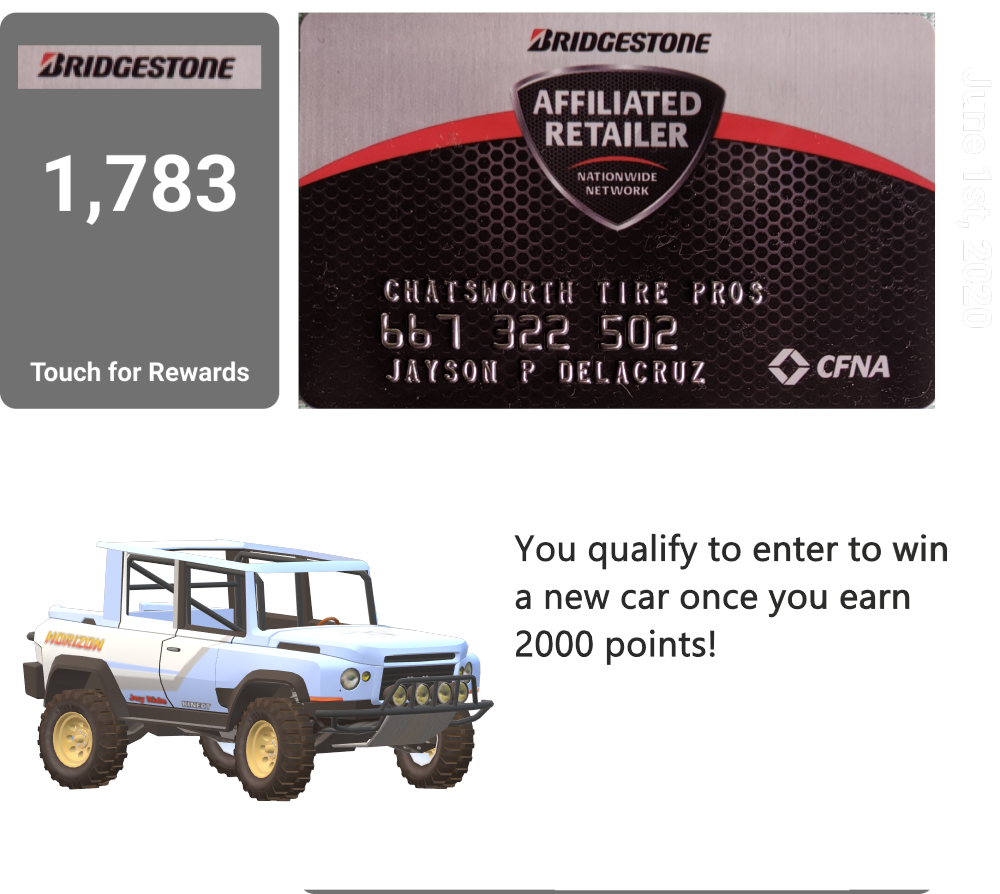 BRIDGESTONE
1,783
Touch for Rewards
BRIDGESTONE
AFFILIATED
RETAILER
NATIONWIDE
NETWORK
CHATSWORTH TIRE PROS
667 322 502
JAYSON P DELACRUZ
CFNA
June 1st, 2020
You qualify to enter to win
a new car once you earn
2000 points!
HORIZON
KINECT